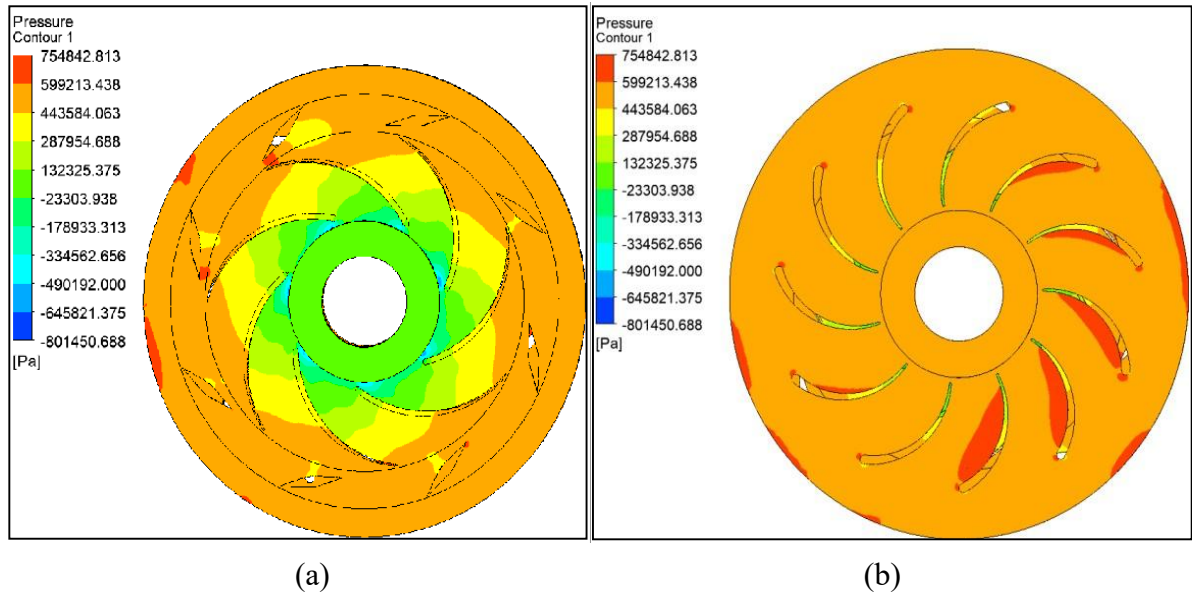 Pressure
Contour 1
754842.813
599213.438
443584.063
287954.688
132325.375
-23303.938
-178933.313
-334562.656
-490192.000
-645821.375
-801450.688
[Pa]
Pressure
Contour 1
754842.813
599213.438
443584.063
287954.688
132325.375
-23303.938
-178933.313
-334562.656
-490192.000
-645821.375
-801450.688
[Pa]
(a)
(b)